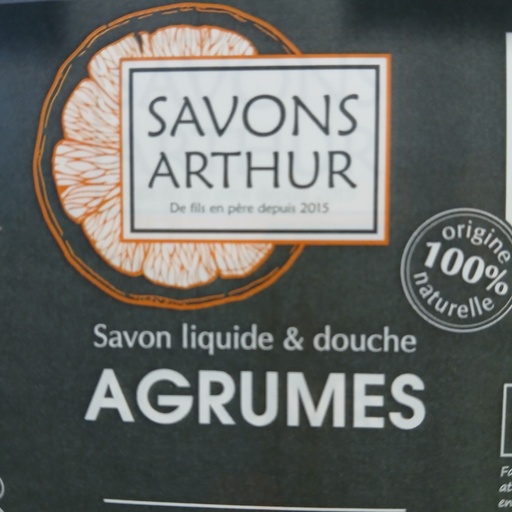 SAVONS
ARTHUR
De fils en père depuis 2015
origine
100%
naturelle
Savon liquide & douche
AGRUMES